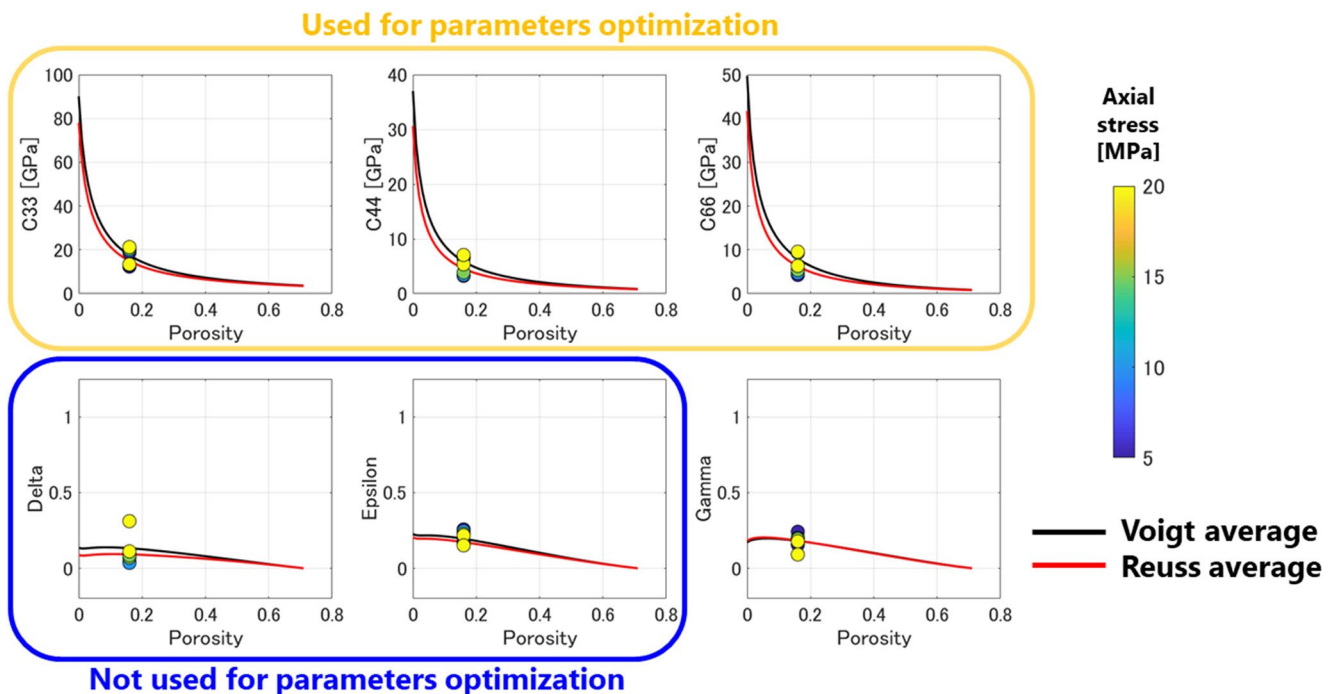 Used for parameters optimization
100
80
60
40
20
0
C33 [GPa]
0 0.2 0.4 0.6 0.8
Porosity
40
30
20
10
0
C44 [GPa]
0 0.2 0.4 0.6 0.8
Porosity
50
40
30
20
10
0
C66 [GPa]
0 0.2 0.4 0.6 0.8
Porosity
Axial
stress
[MPa]
20
15
10
5
1
0.5
0
Delta
0 0.2 0.4 0.6 0.8
Porosity
1
0.5
0
Epsilon
0 0.2 0.4 0.6 0.8
Porosity
1
0.5
0
Gamma
0 0.2 0.4 0.6 0.8
Porosity
Voigt average
Reuss average
Not used for parameters optimization